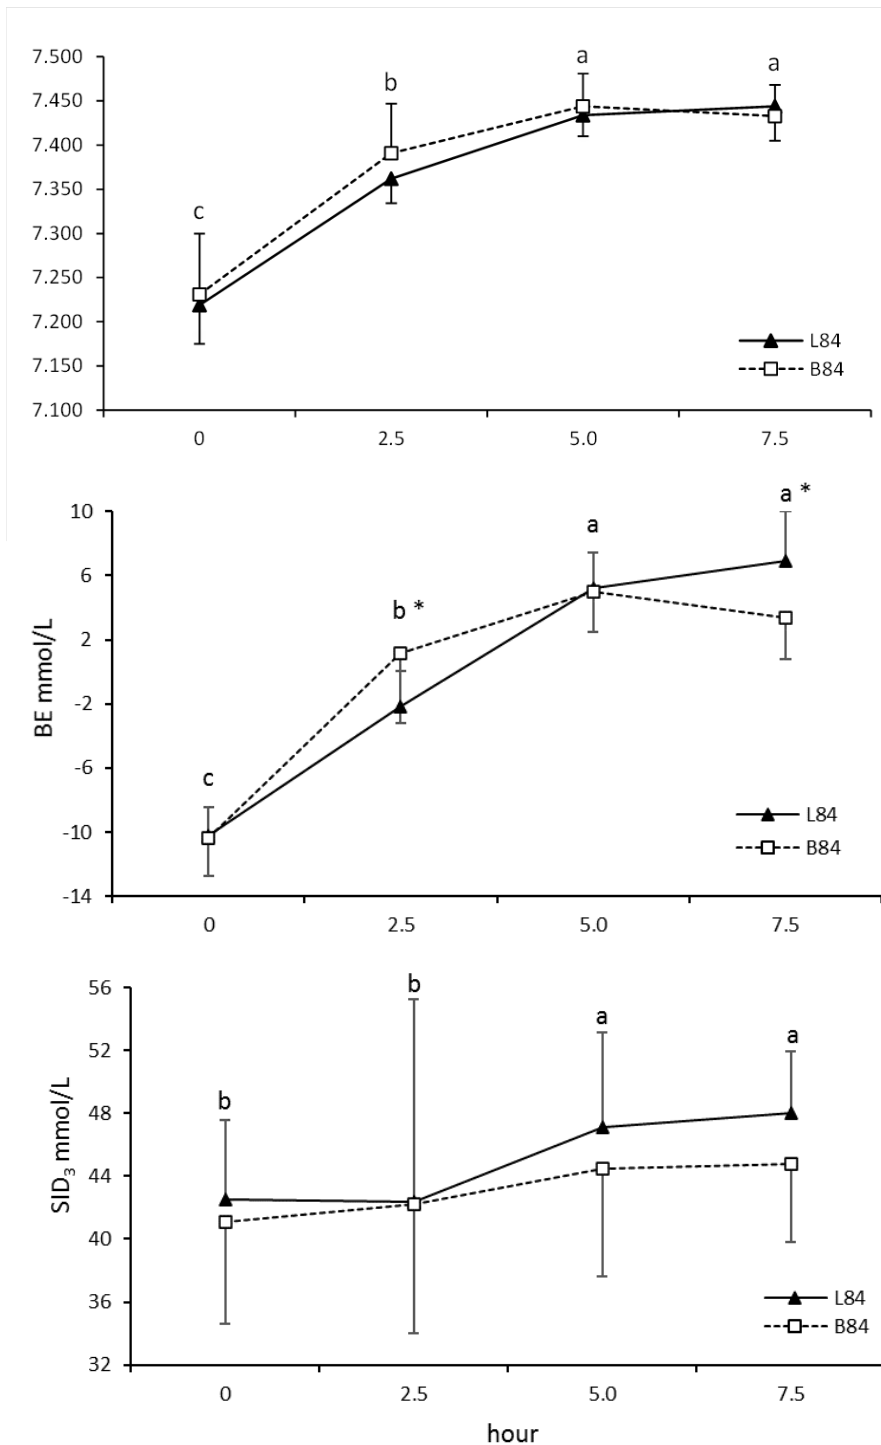 7.500
7.450
7.400
7.350
7.300
7.250
7.200
7.150
7.100
c
b
a
a
L84
B84
0 2.5 5.0 7.5
BE mmol/L
10
6
2
-2
-6
-10
-14
c
b *
a
a *
L84
B84
0 2.5 5.0 7.5
SID₃ mmol/L
56
52
48
44
40
36
32
b
b
a
a
L84
B84
0 2.5 5.0 7.5
hour